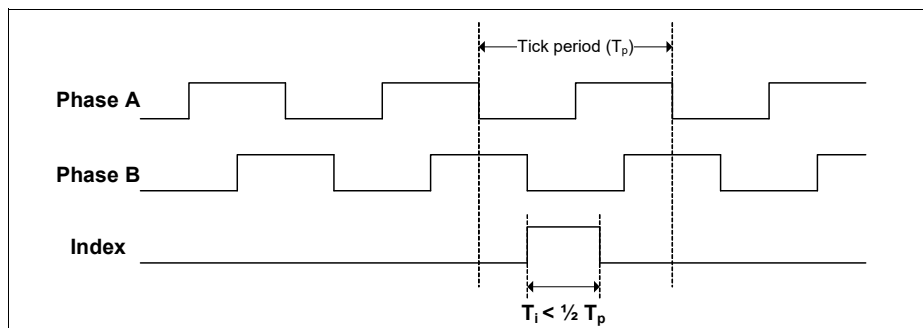 Tick period (Tp)
Phase A
Phase B
Index
Ti < ½ Tp